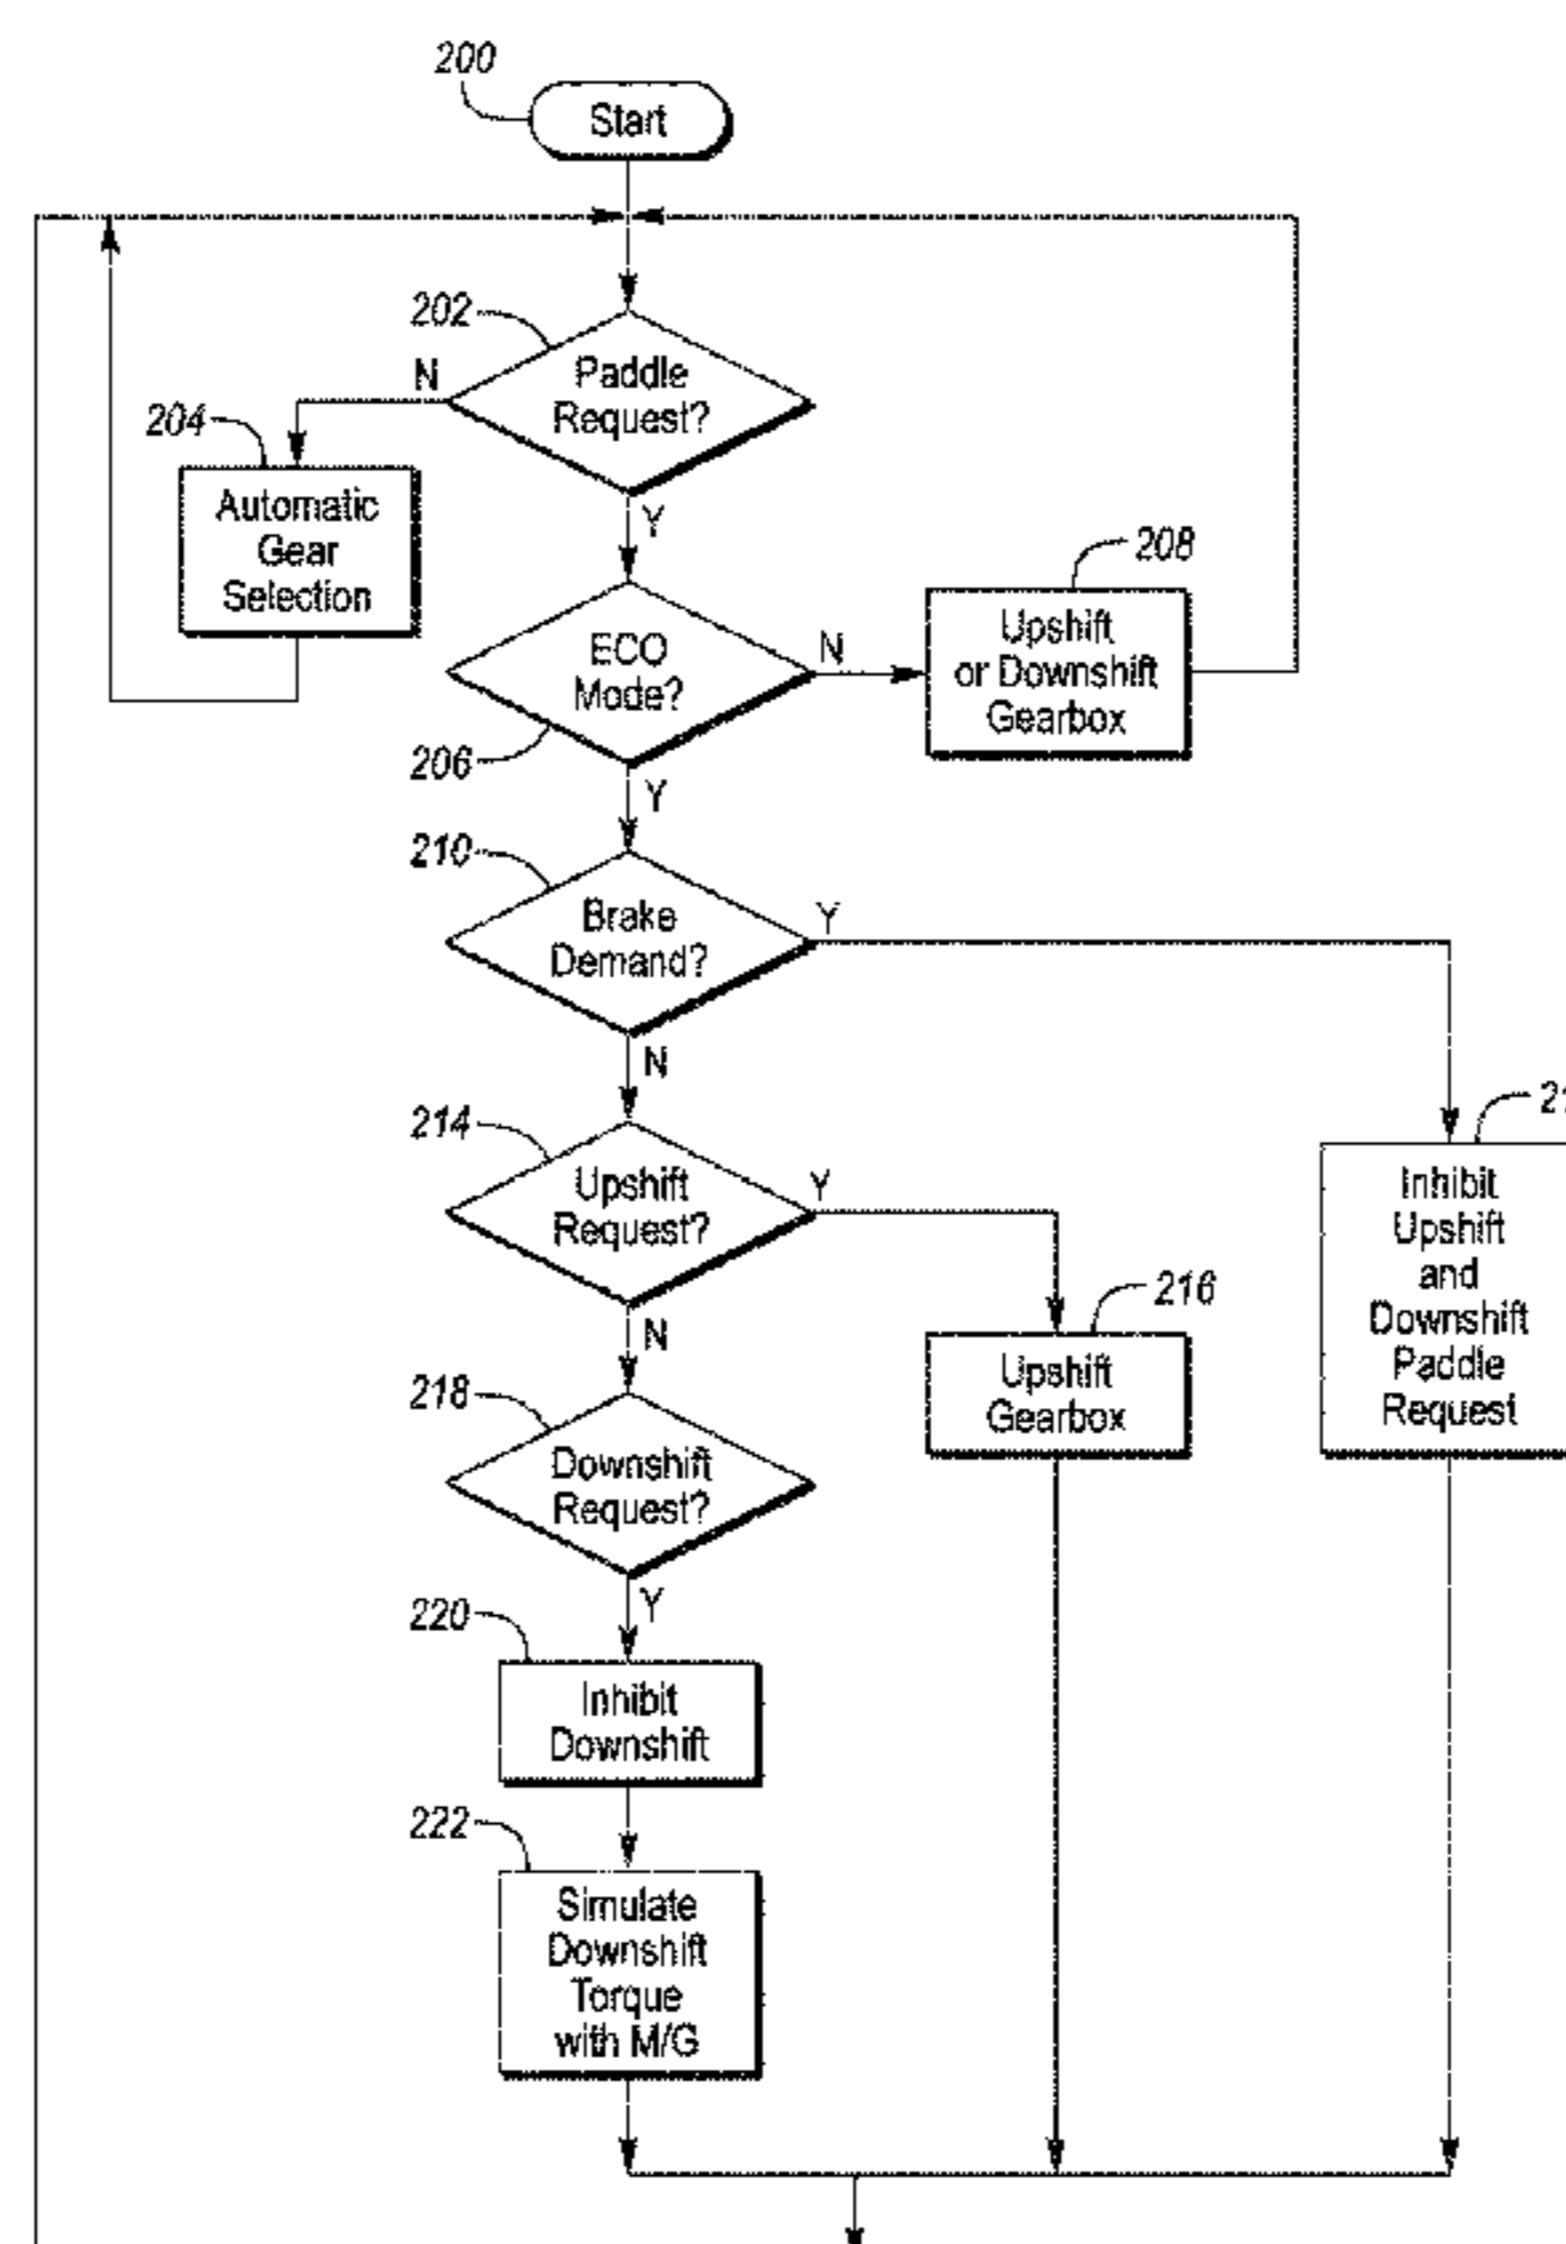 200
Start
202
Paddle
Request?
N
Y
204
Automatic
Gear
Selection
206
ECO
Mode?
N
Y
208
Upshift
or Downshift
Gearbox
210
Brake
Demand?
Y
N
214
Upshift
Request?
Y
N
21
Inhibit
Upshift
and
Downshift
Paddle
Request
216
Upshift
Gearbox
218
Downshift
Request?
Y
220
Inhibit
Downshift
222
Simulate
Downshift
Torque
with M/G